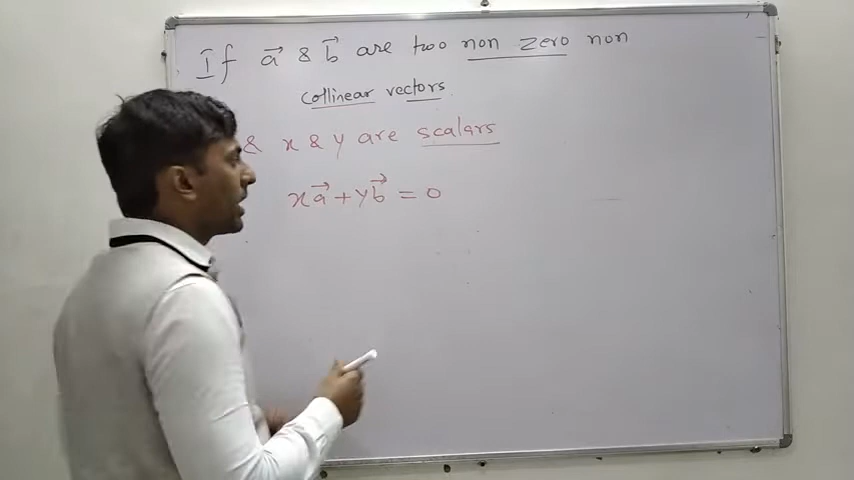 If a⃗ & b⃗ are two non zero non
collinear vectors
& x & y are scalars
xa⃗ + yb⃗ = 0